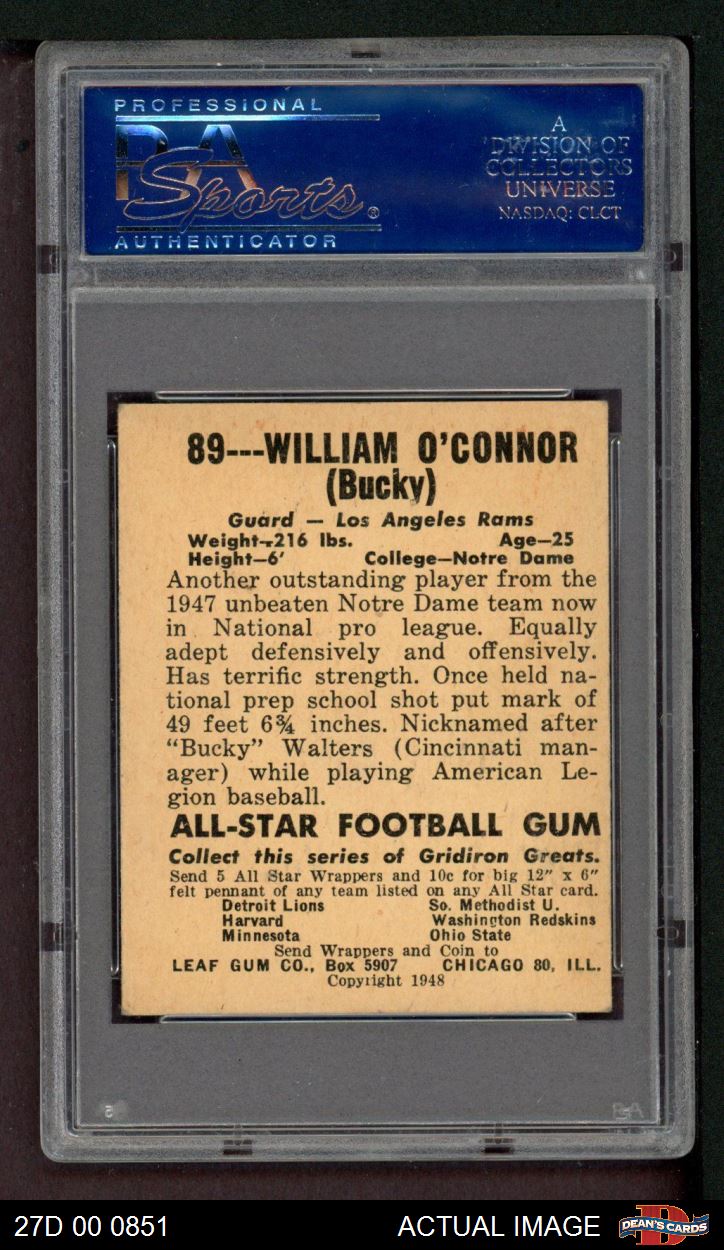 PROFESSIONAL
PSA
Sports®
AUTHENTICATOR
A
DIVISION OF
COLLECTORS
UNIVERSE
NASDAQ: CLCT
89---WILLIAM O'CONNOR
(Bucky)
Guard — Los Angeles Rams
Weight—216 lbs. Age—25
Height—6' College—Notre Dame
Another outstanding player from the
1947 unbeaten Notre Dame team now
in National pro league. Equally
adept defensively and offensively.
Has terrific strength. Once held na-
tional prep school shot put mark of
49 feet 6¾ inches. Nicknamed after
"Bucky" Walters (Cincinnati man-
ager) while playing American Le-
gion baseball.
ALL-STAR FOOTBALL GUM
Collect this series of Gridiron Greats.
Send 5 All Star Wrappers and 10c for big 12" x 6"
felt pennant of any team listed on any All Star card.
Detroit Lions So. Methodist U.
Harvard Washington Redskins
Minnesota Ohio State
Send Wrappers and Coin to
LEAF GUM CO., Box 5907 CHICAGO 80, ILL.
Copyright 1948
27D 00 0851 ACTUAL IMAGE DEAN'S CARDS